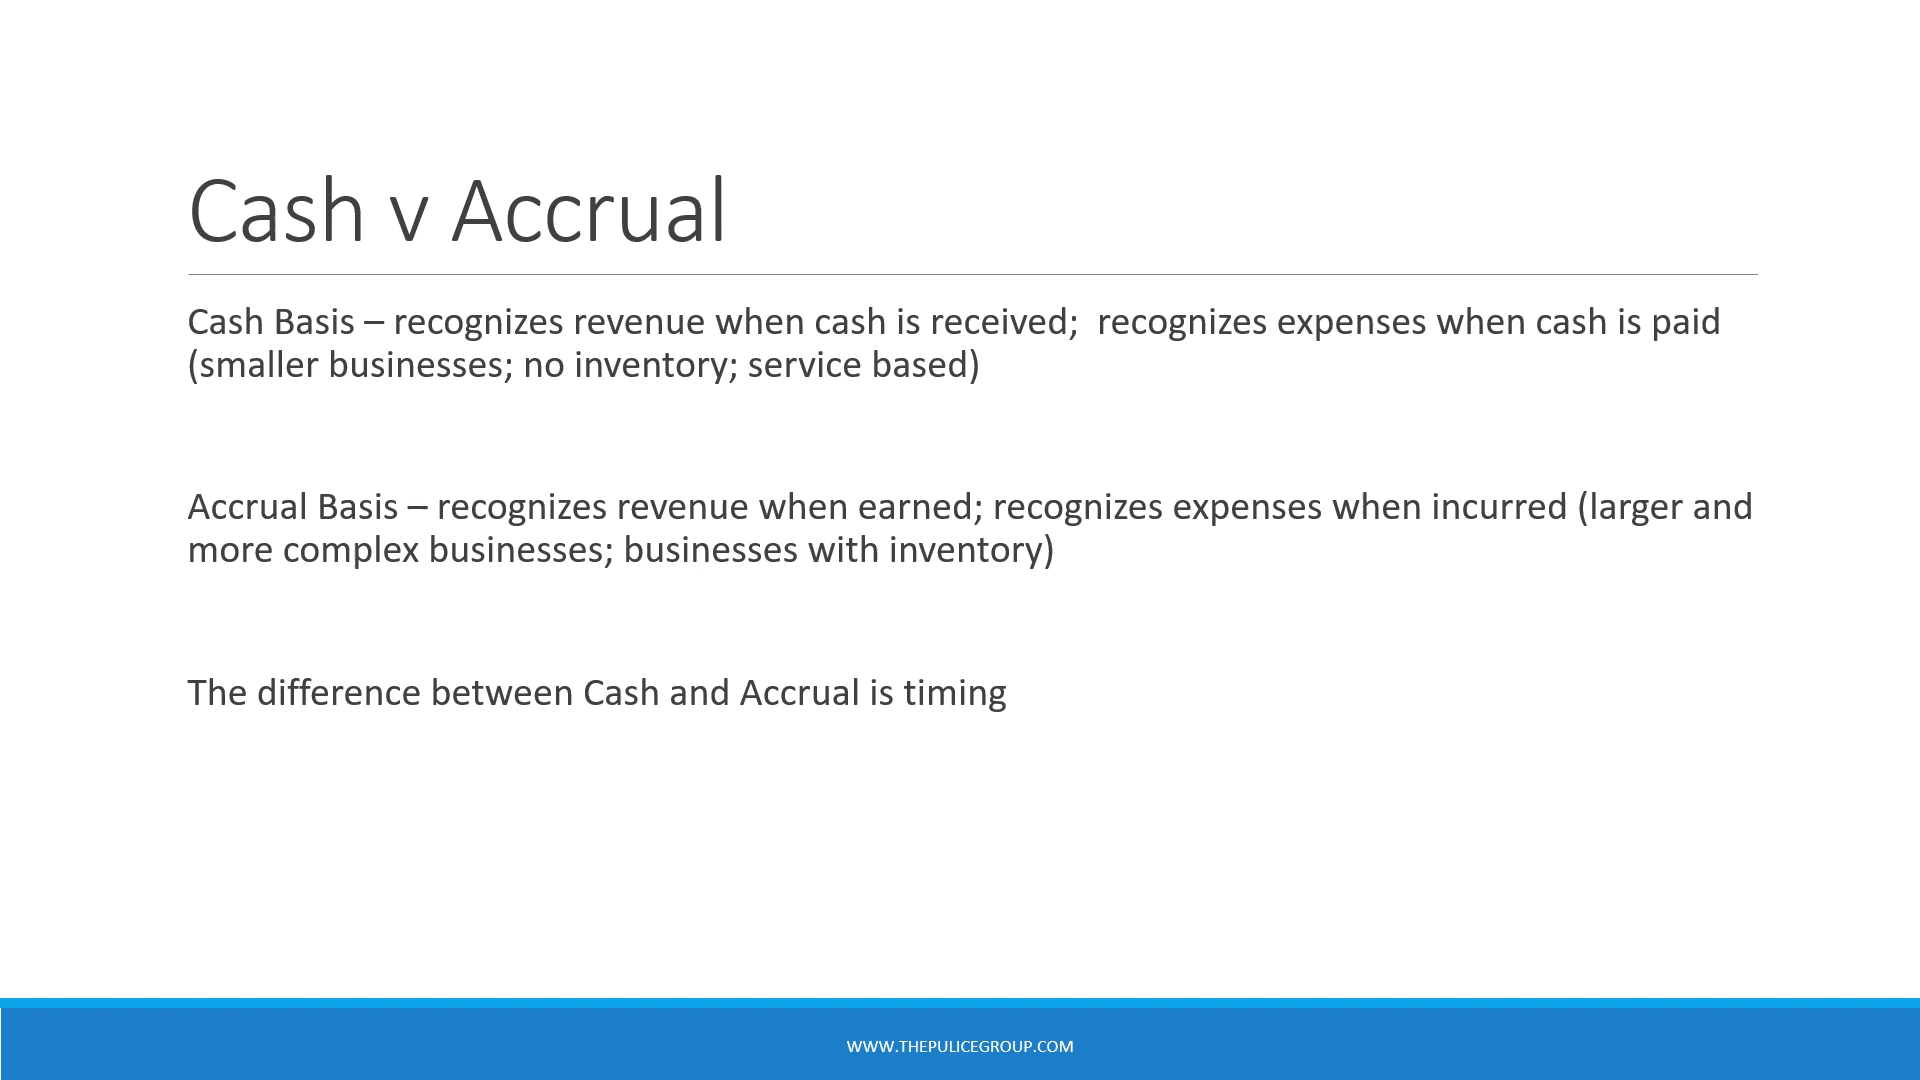 Cash v Accrual
Cash Basis – recognizes revenue when cash is received;  recognizes expenses when cash is paid
(smaller businesses; no inventory; service based)
Accrual Basis – recognizes revenue when earned; recognizes expenses when incurred (larger and
more complex businesses; businesses with inventory)
The difference between Cash and Accrual is timing
WWW.THEPULICEGROUP.COM